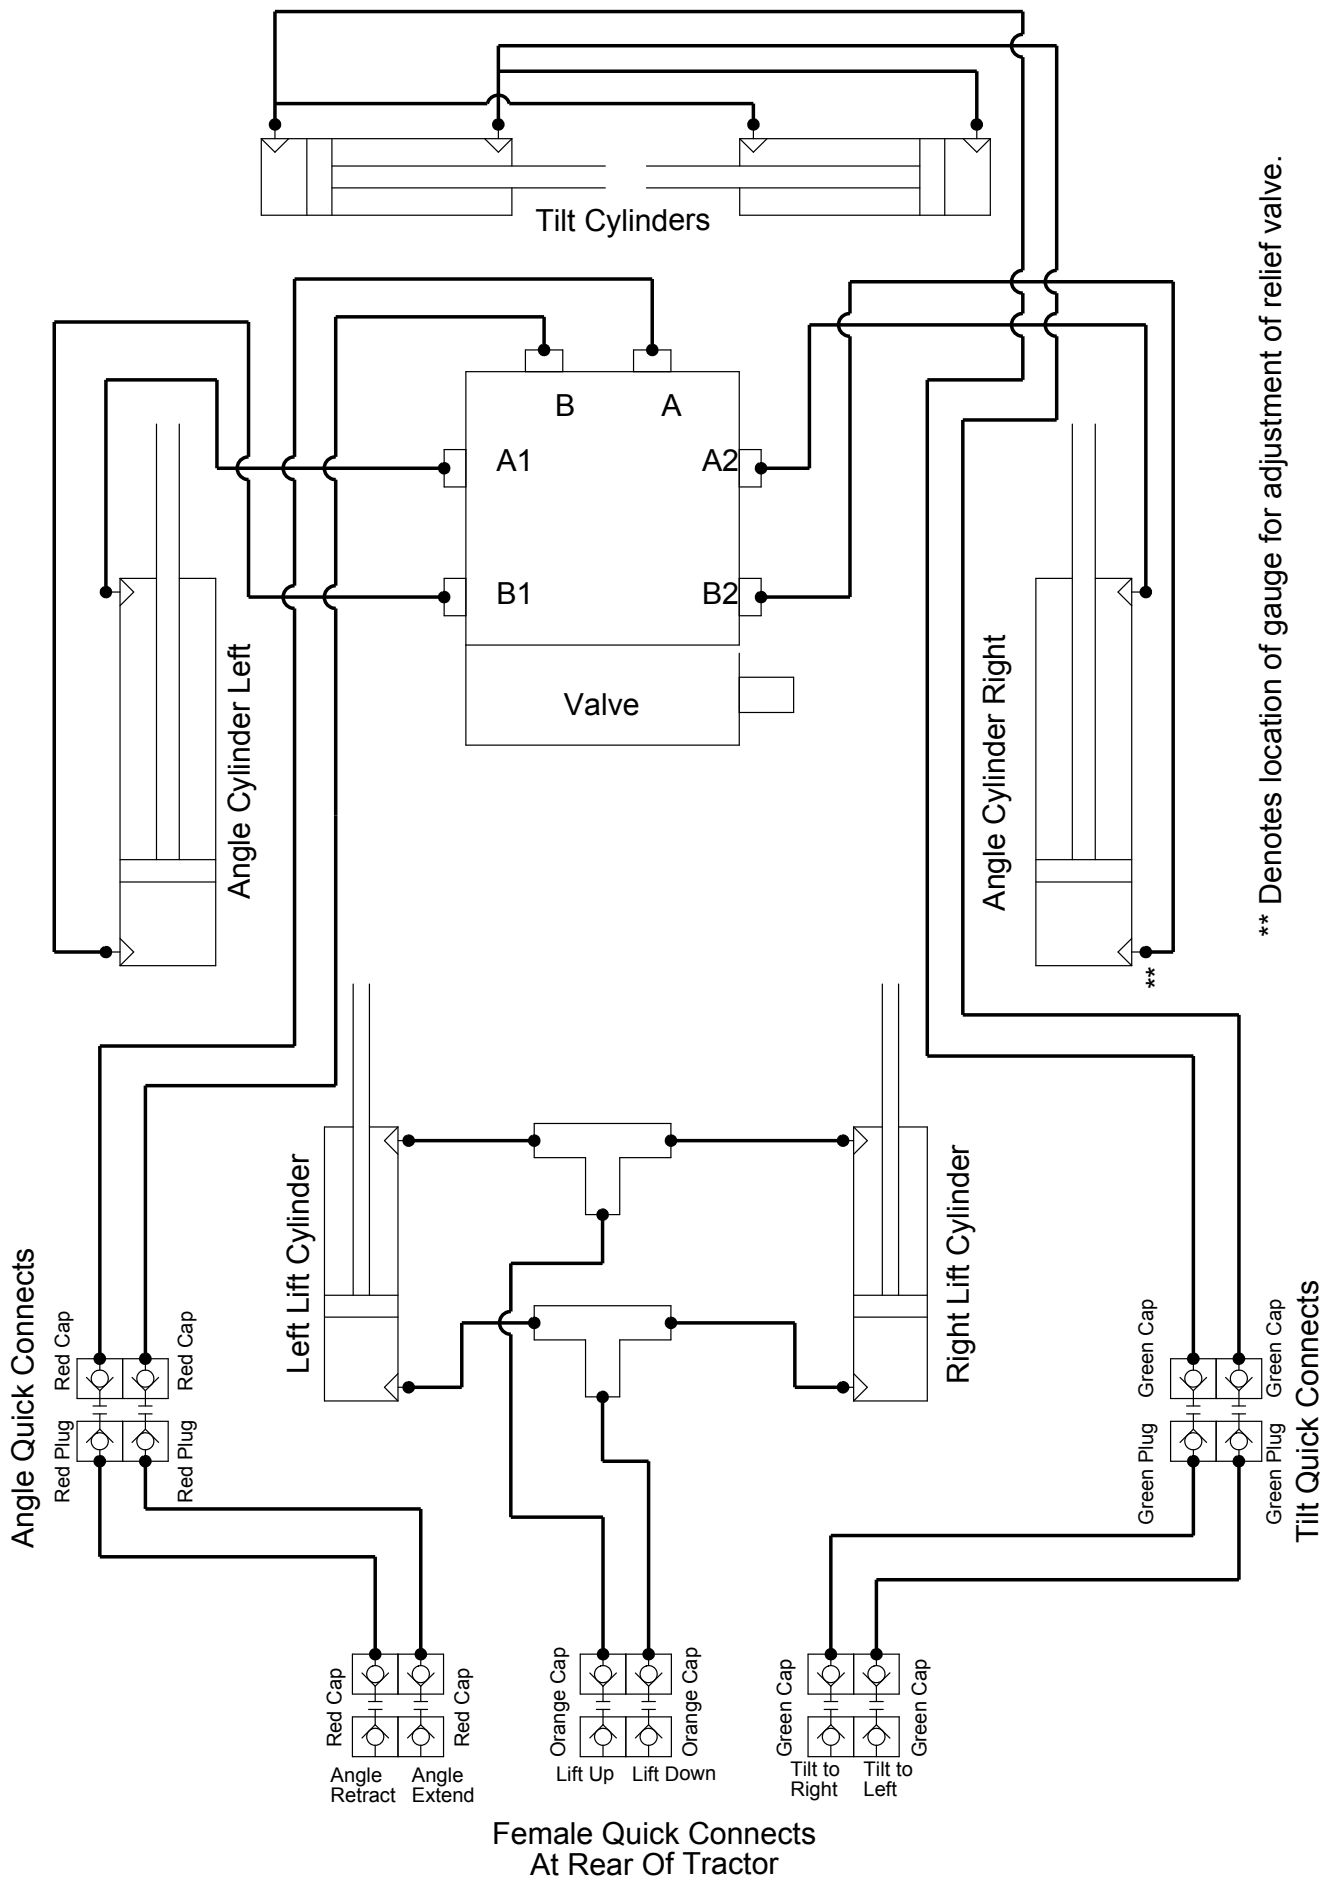 Tilt Cylinders
** Denotes location of gauge for adjustment of relief valve.
B
A
A1
A2
B1
B2
Valve
Angle Cylinder Left
Angle Cylinder Right
**
Left Lift Cylinder
Right Lift Cylinder
Angle Quick Connects
Red Cap
Red Cap
Red Plug
Red Plug
Green Cap
Green Cap
Green Plug
Green Plug
Tilt Quick Connects
Red Cap
Red Cap
Orange Cap
Orange Cap
Green Cap
Green Cap
Angle
Retract
Angle
Extend
Lift Up
Lift Down
Tilt to
Right
Tilt to
Left
Female Quick Connects
At Rear Of Tractor